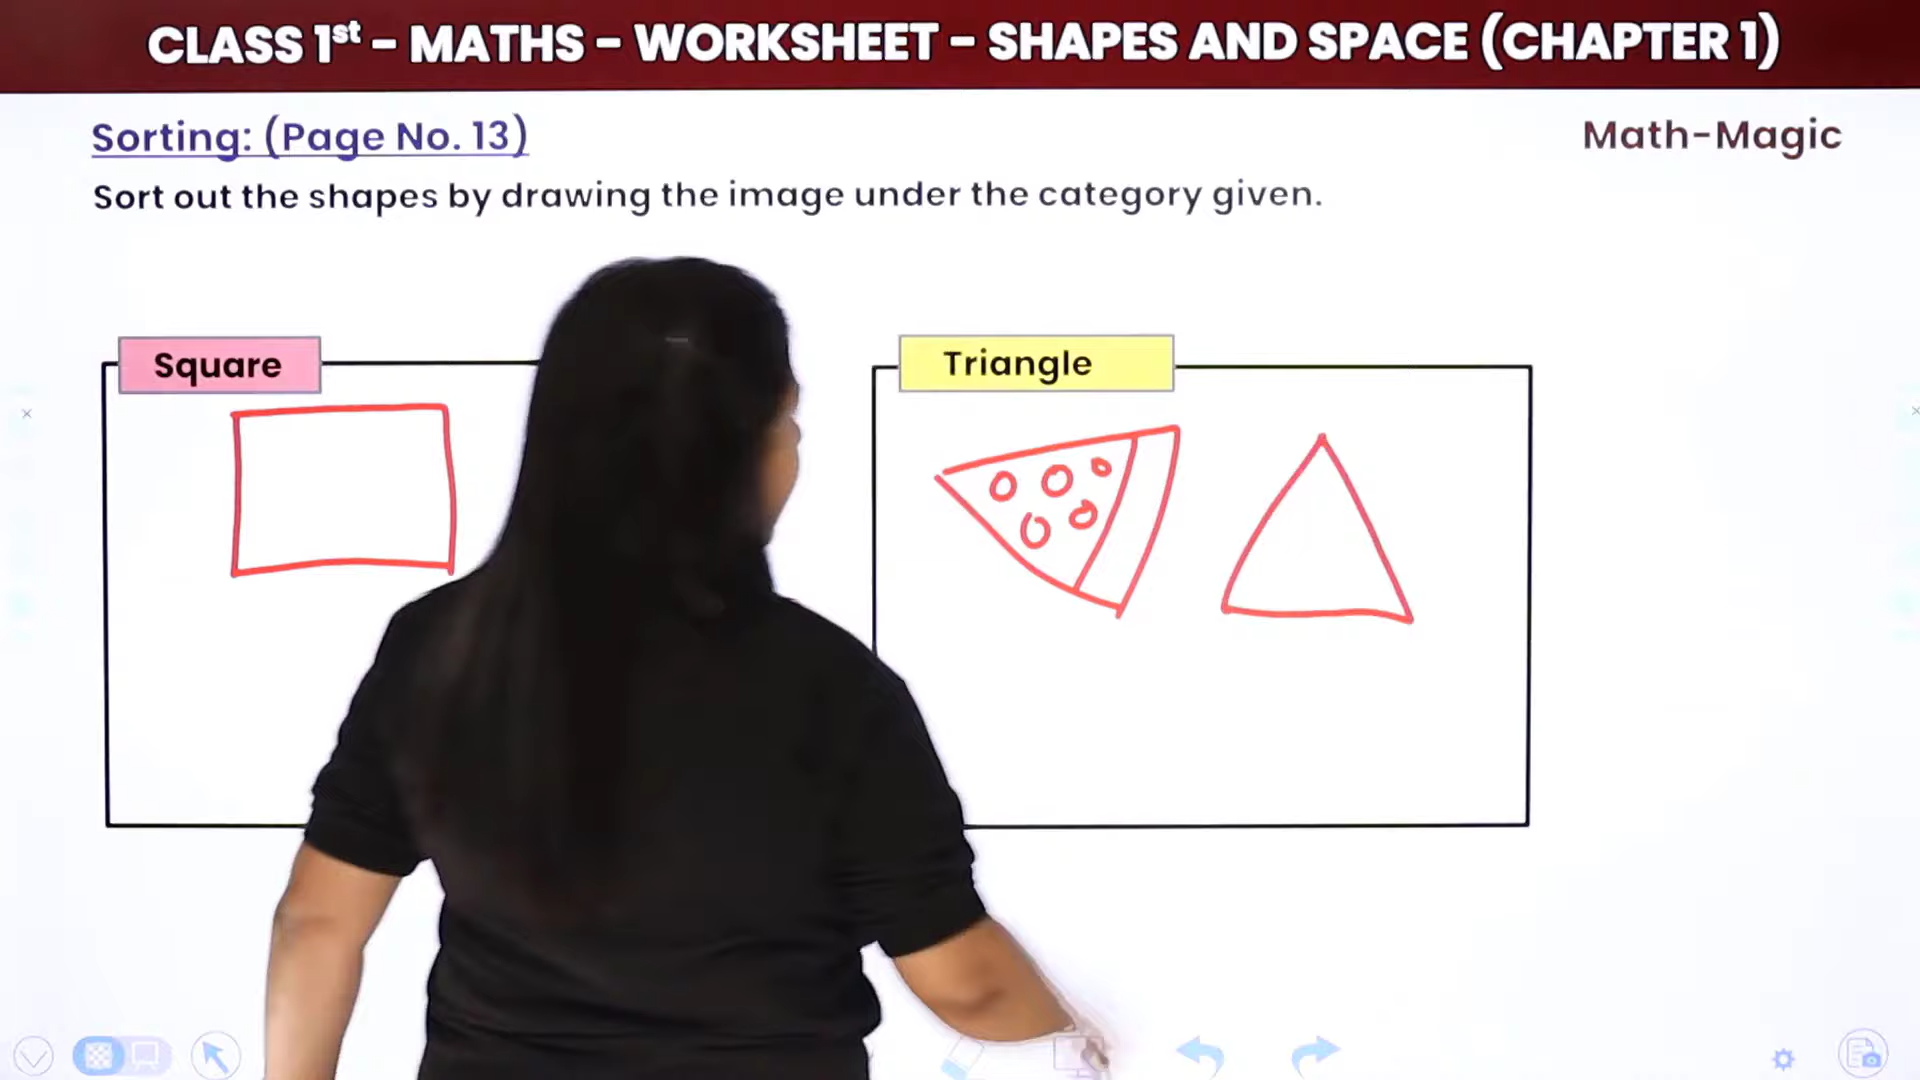 CLASS 1st - MATHS - WORKSHEET - SHAPES AND SPACE (CHAPTER 1)
Sorting: (Page No. 13)
Math-Magic
Sort out the shapes by drawing the image under the category given.
Square
Triangle